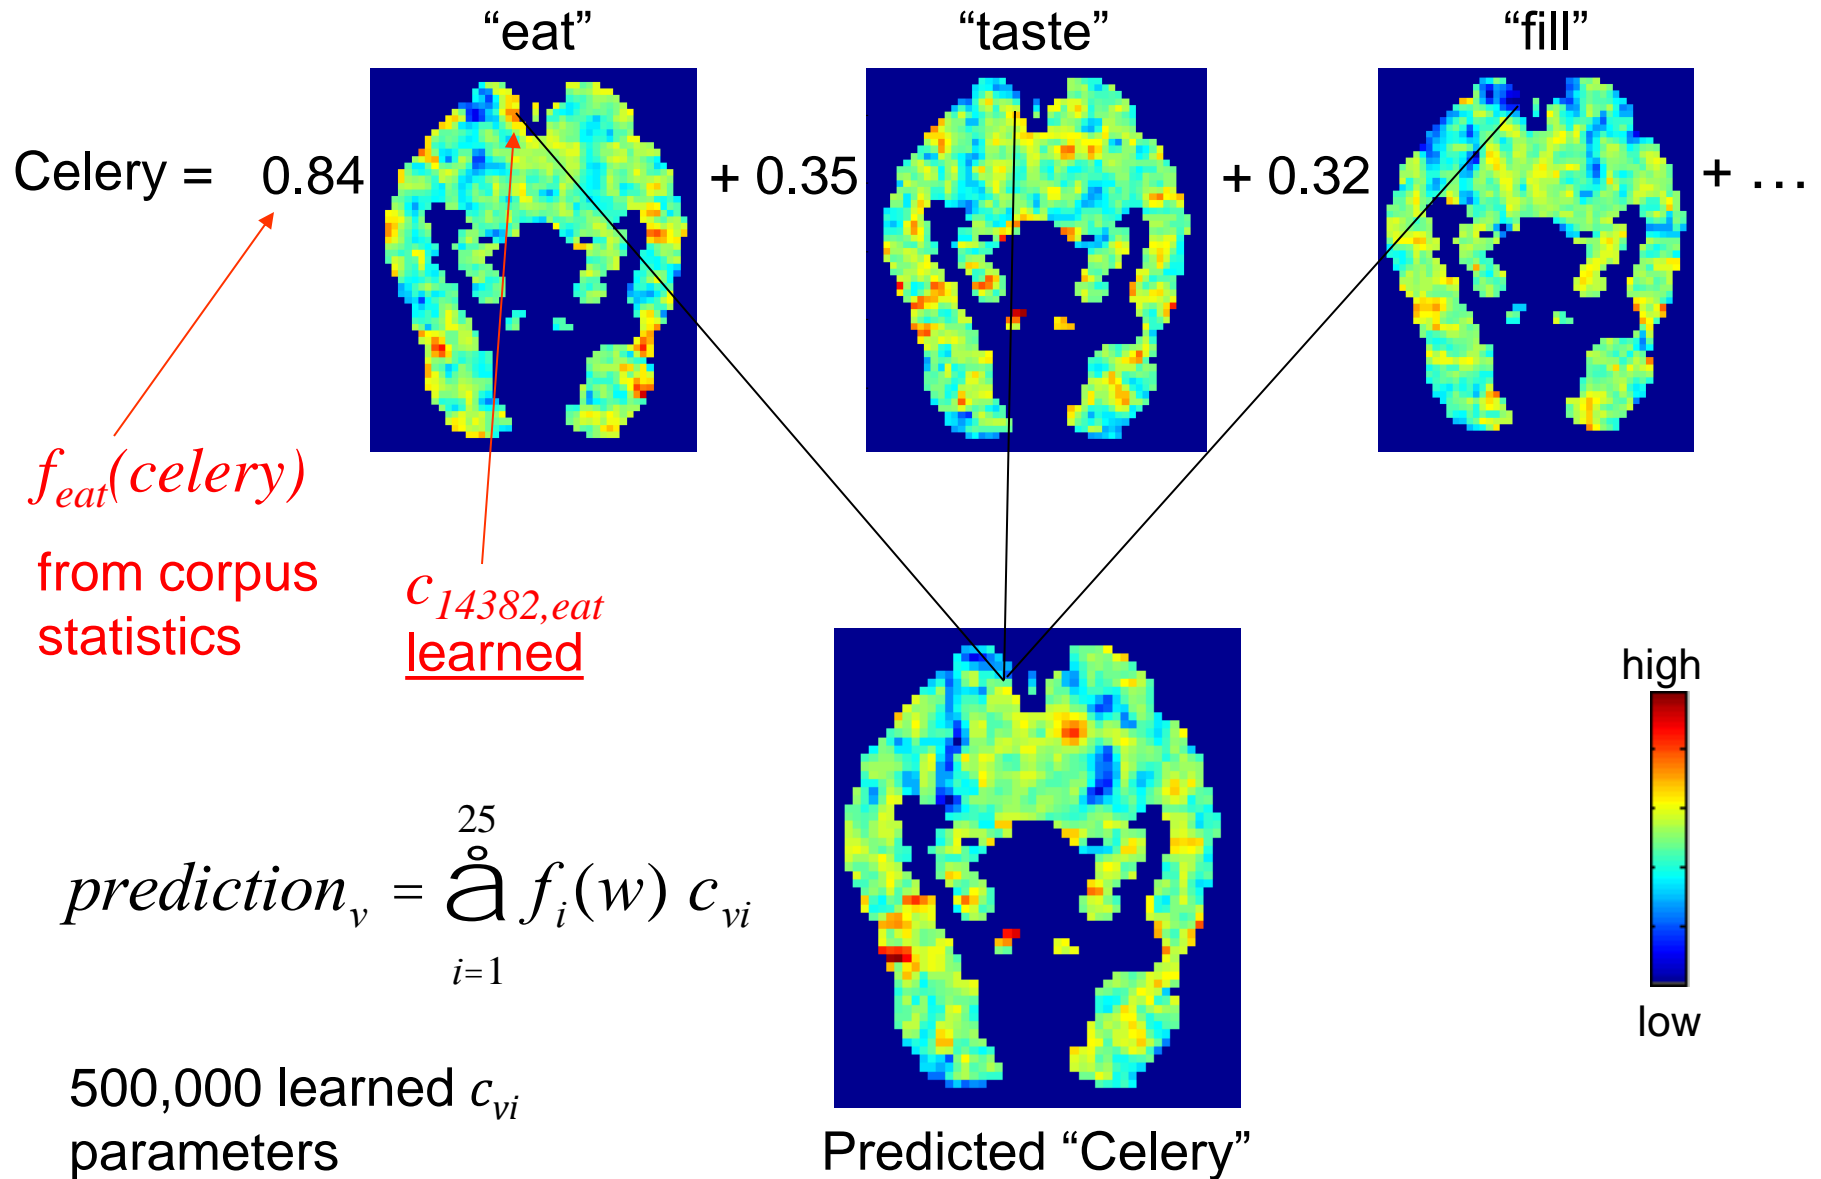 “eat” “taste” “fill”
Celery = 0.84 + 0.35 + 0.32 + …
f_eat(celery)
from corpus
statistics
c_14382,eat
learned
high
low
25
prediction_v = å f_i(w) c_vi
i=1
500,000 learned c_vi
parameters
Predicted “Celery”